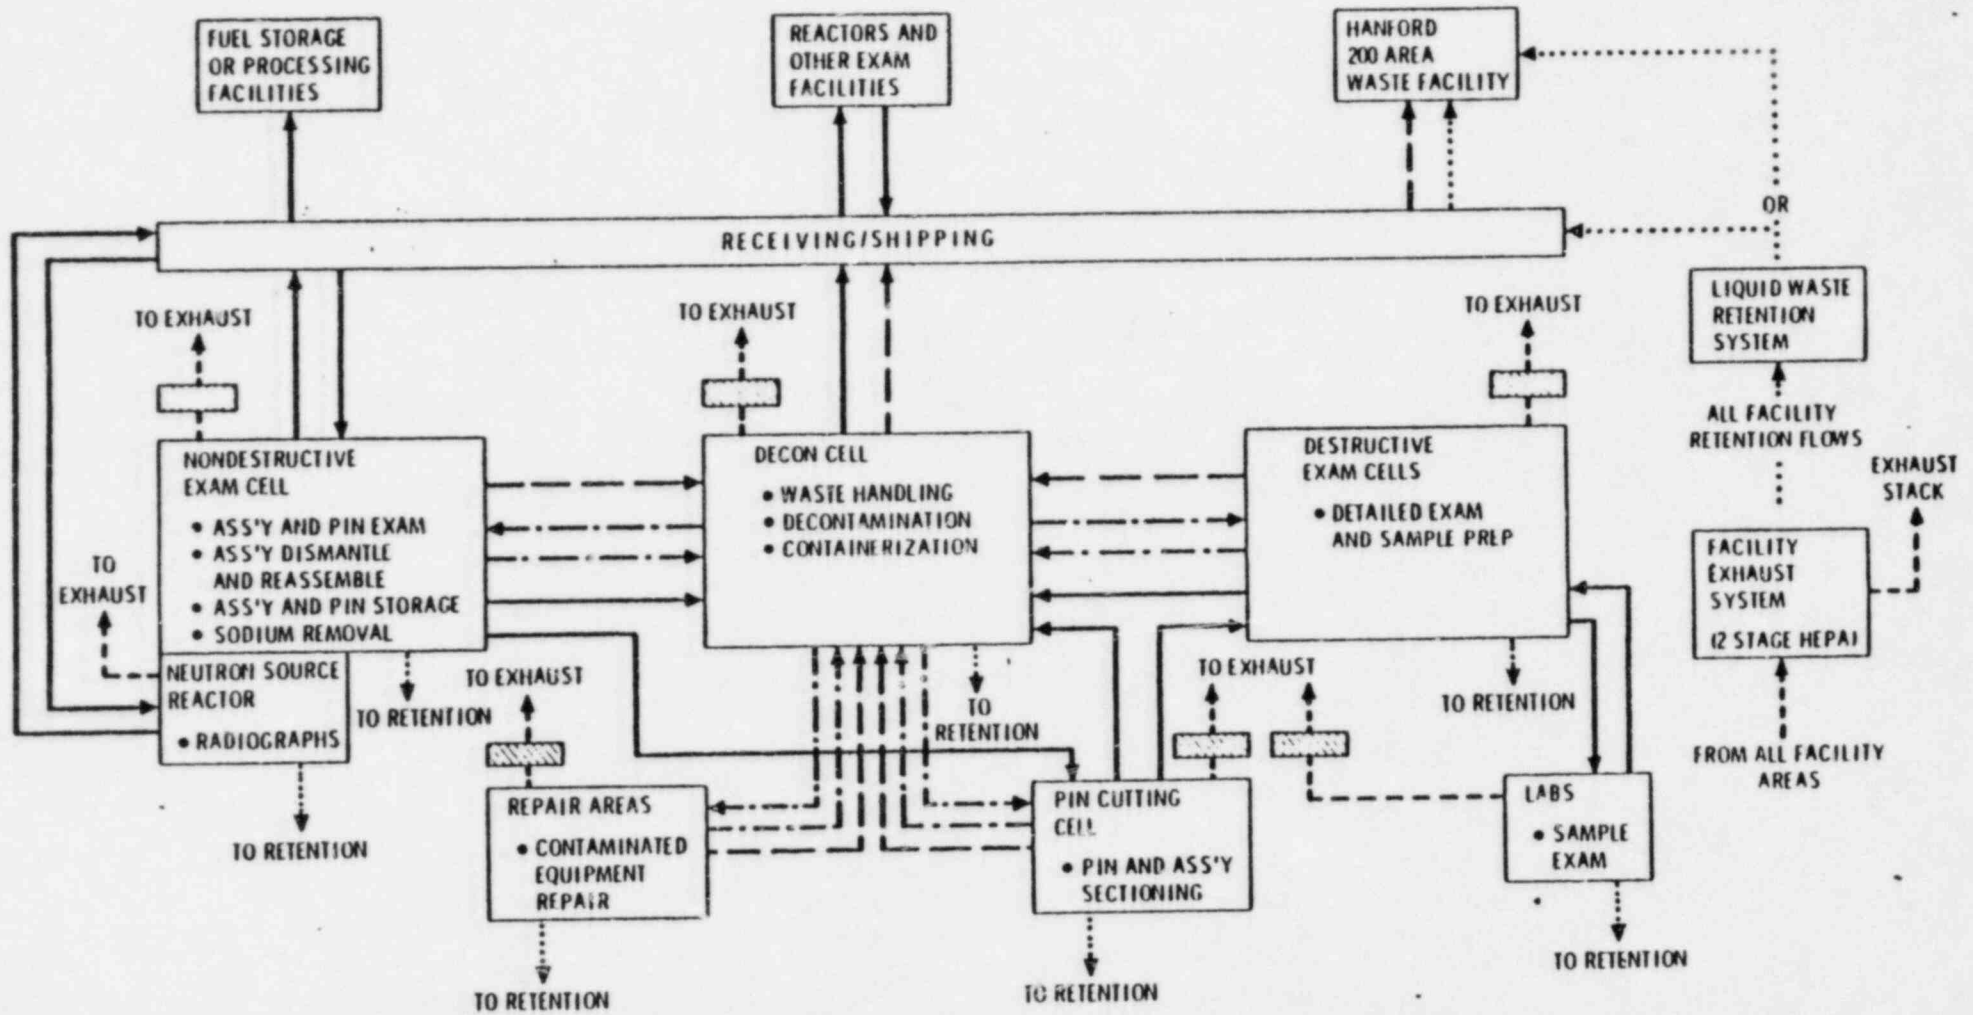 FUEL STORAGE
OR PROCESSING
FACILITIES
REACTORS AND
OTHER EXAM
FACILITIES
HANFORD
200 AREA
WASTE FACILITY
OR
RECEIVING/SHIPPING
LIQUID WASTE
RETENTION
SYSTEM
TO EXHAUST
TO EXHAUST
TO EXHAUST
ALL FACILITY
RETENTION FLOWS
EXHAUST
STACK
NONDESTRUCTIVE
EXAM CELL
• ASS'Y AND PIN EXAM
• ASS'Y DISMANTLE
AND REASSEMBLE
• ASS'Y AND PIN STORAGE
• SODIUM REMOVAL
DECON CELL
• WASTE HANDLING
• DECONTAMINATION
• CONTAINERIZATION
DESTRUCTIVE
EXAM CELLS
• DETAILED EXAM
AND SAMPLE PREP
FACILITY
EXHAUST
SYSTEM
(2 STAGE HEPA)
TO
EXHAUST
NEUTRON SOURCE
REACTOR
• RADIOGRAPHS
TO RETENTION
TO EXHAUST
TO
RETENTION
TO EXHAUST
TO RETENTION
FROM ALL FACILITY
AREAS
TO RETENTION
REPAIR AREAS
• CONTAMINATED
EQUIPMENT
REPAIR
PIN CUTTING
CELL
• PIN AND ASS'Y
SECTIONING
LABS
• SAMPLE
EXAM
TO RETENTION
TO RETENTION
TO RETENTION